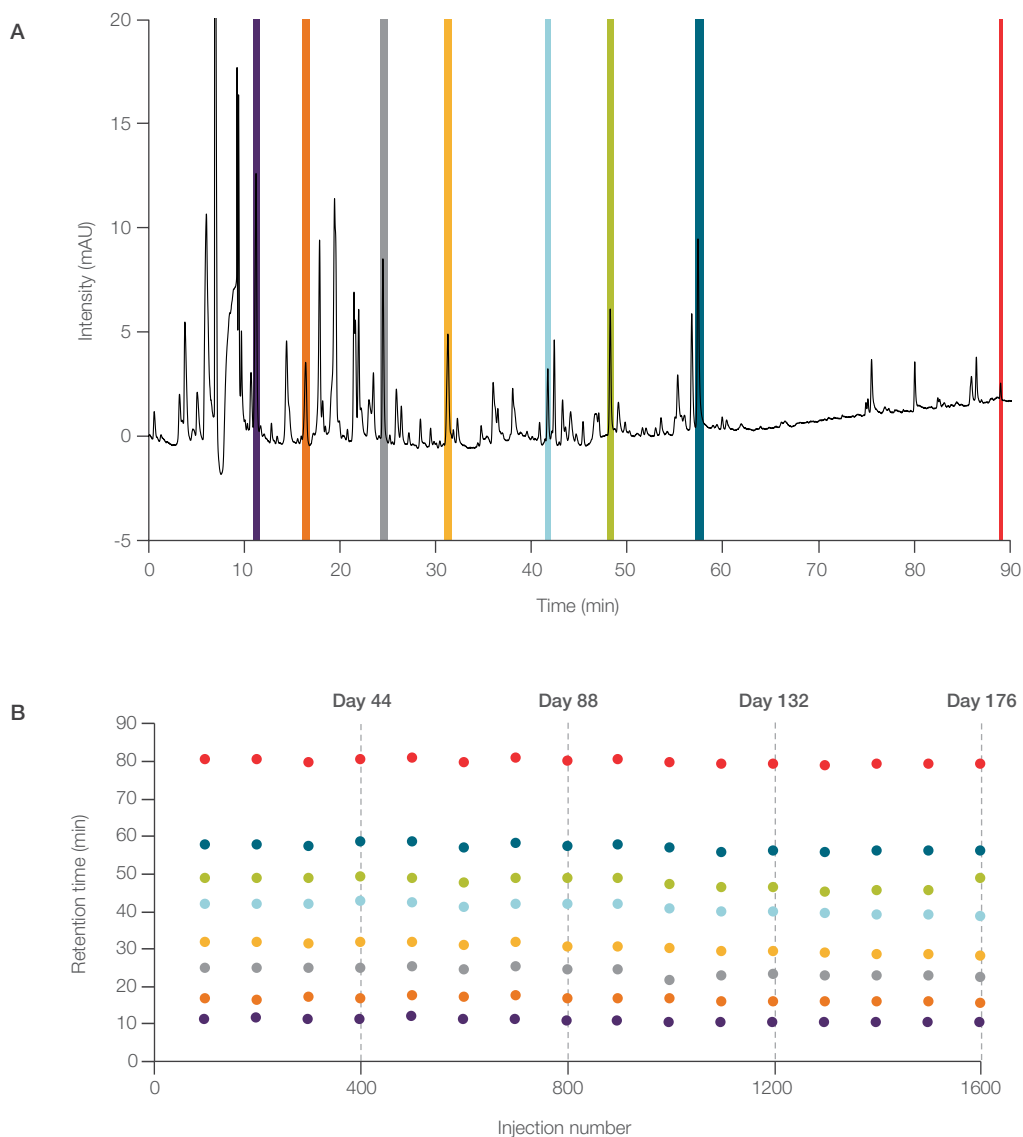 A
Intensity (mAU)
20
15
10
5
0
-5
0 10 20 30 40 50 60 70 80 90
Time (min)
B
Day 44 Day 88 Day 132 Day 176
Retention time (min)
90
80
70
60
50
40
30
20
10
0
0 400 800 1200 1600
Injection number